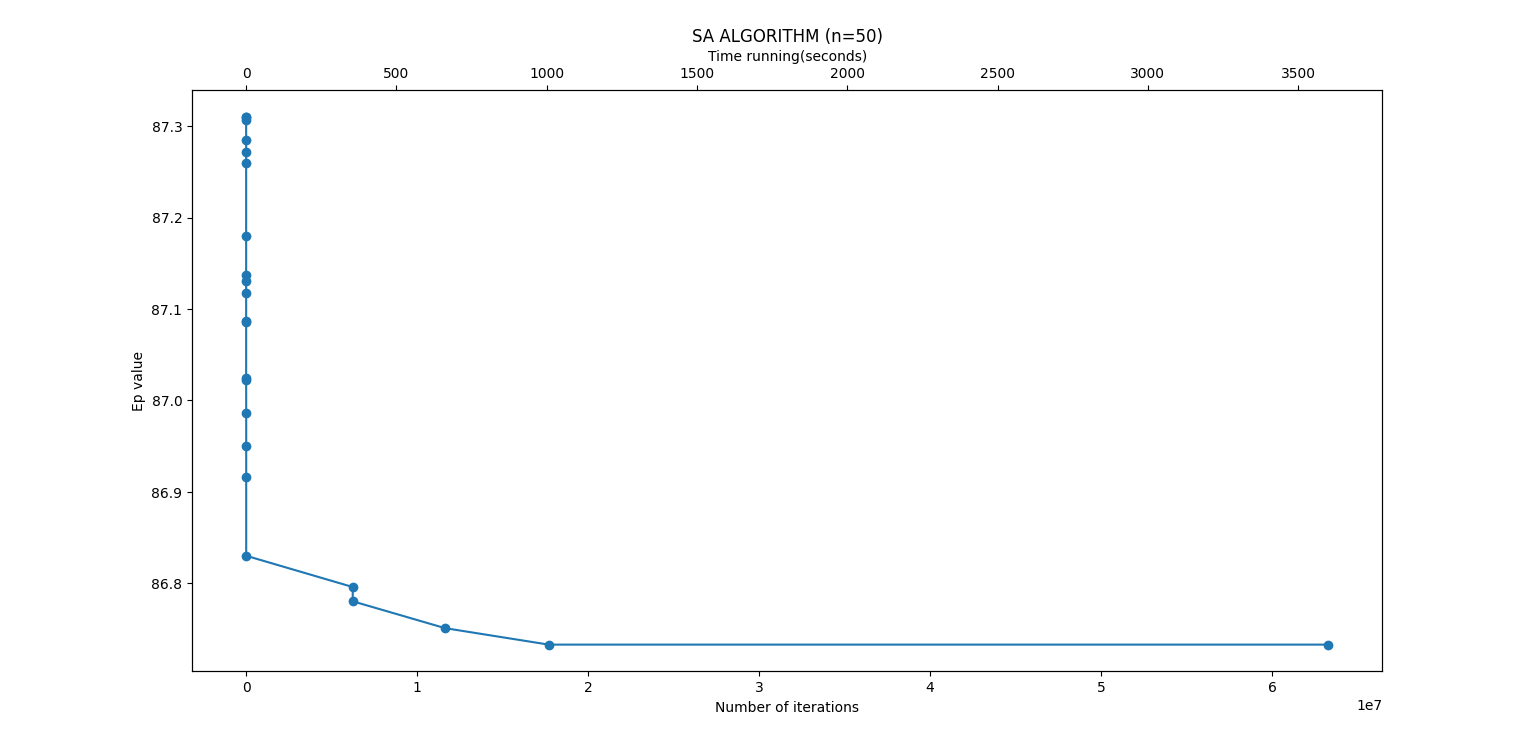 SA ALGORITHM (n=50)
Time running(seconds)
0 500 1000 1500 2000 2500 3000 3500
87.3
87.2
87.1
87.0
86.9
86.8
Ep value
0 1 2 3 4 5 6
1e7
Number of iterations